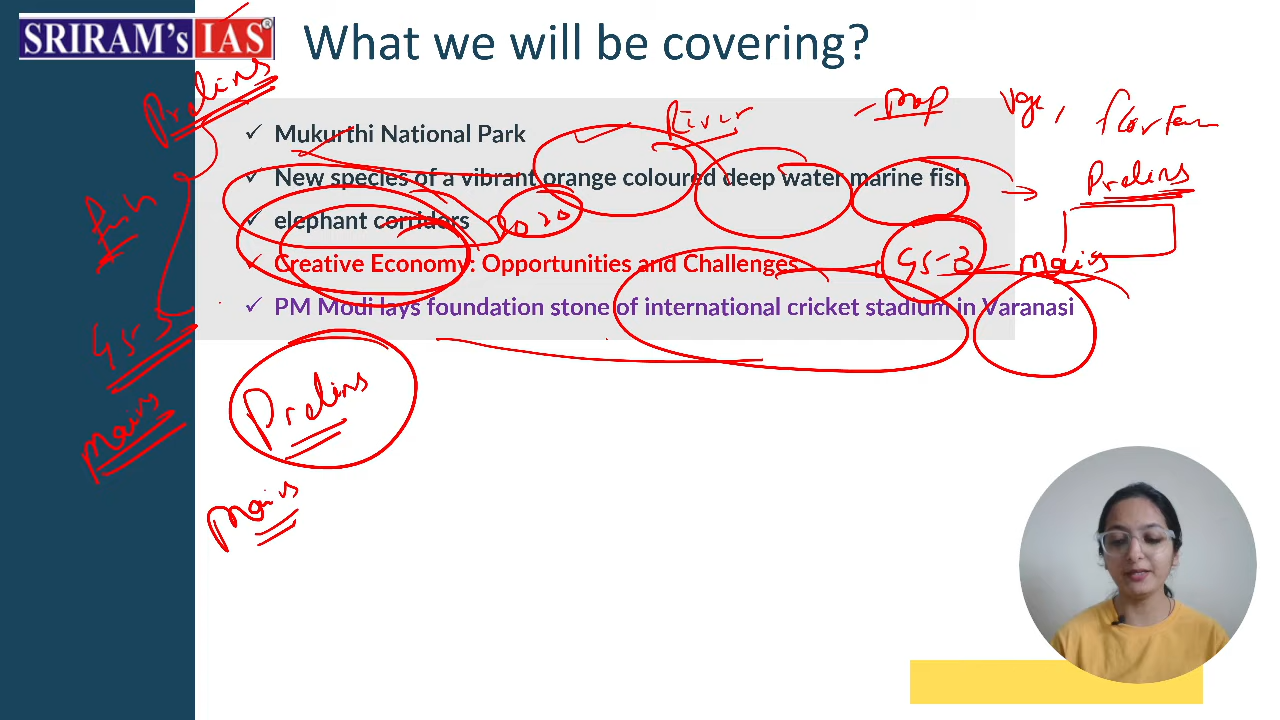 SRIRAM's IAS
What we will be covering?
Prelims
River
Map
✓ Mukurthi National Park
✓ New species of a vibrant orange coloured deep water marine fish
Prelims
✓ elephant corridors
✓ Creative Economy: Opportunities and Challenges
GS-3 Mains
✓ PM Modi lays foundation stone of international cricket stadium in Varanasi
GS-3
Mains
Prelims
Mains